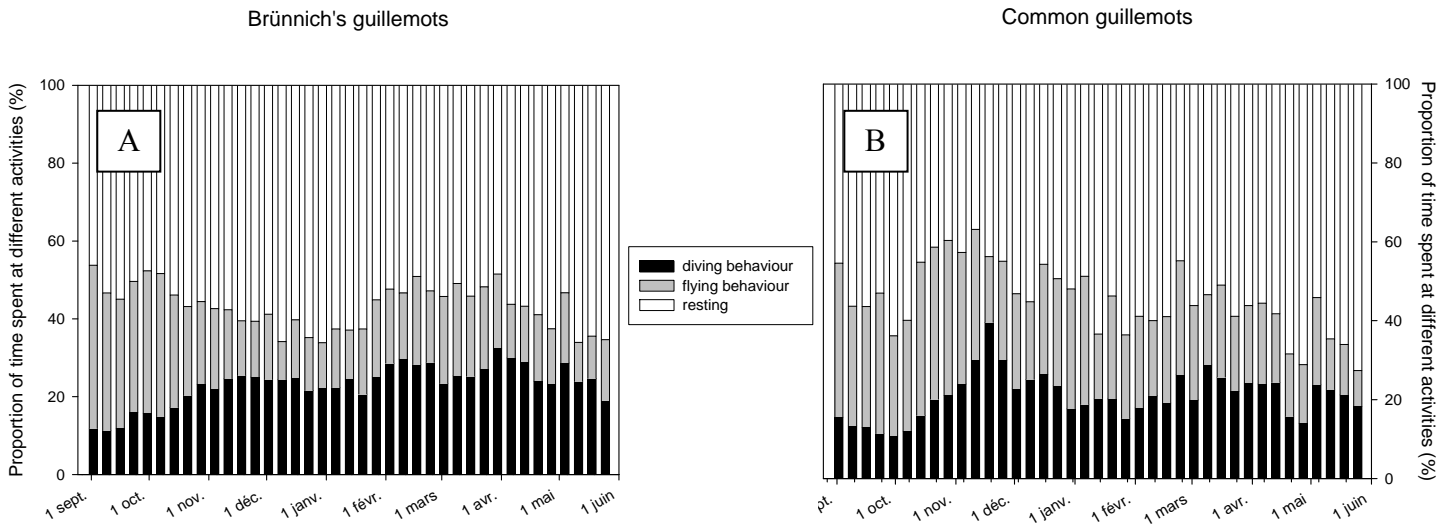 Brünnich's guillemots
Common guillemots
Proportion of time spent at different activities (%)
100
80
60
40
20
0
A
1 sept.
1 oct.
1 nov.
1 déc.
1 janv.
1 févr.
1 mars
1 avr.
1 mai
1 juin
diving behaviour
flying behaviour
resting
B
pt.
1 oct.
1 nov.
1 déc.
1 janv.
1 févr.
1 mars
1 avr.
1 mai
1 juin
100
80
60
40
20
0
Proportion of time spent at different activities (%)